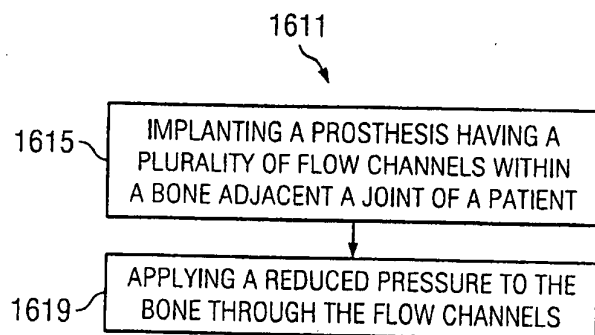 1611
1615
IMPLANTING A PROSTHESIS HAVING A
PLURALITY OF FLOW CHANNELS WITHIN
A BONE ADJACENT A JOINT OF A PATIENT
1619
APPLYING A REDUCED PRESSURE TO THE
BONE THROUGH THE FLOW CHANNELS